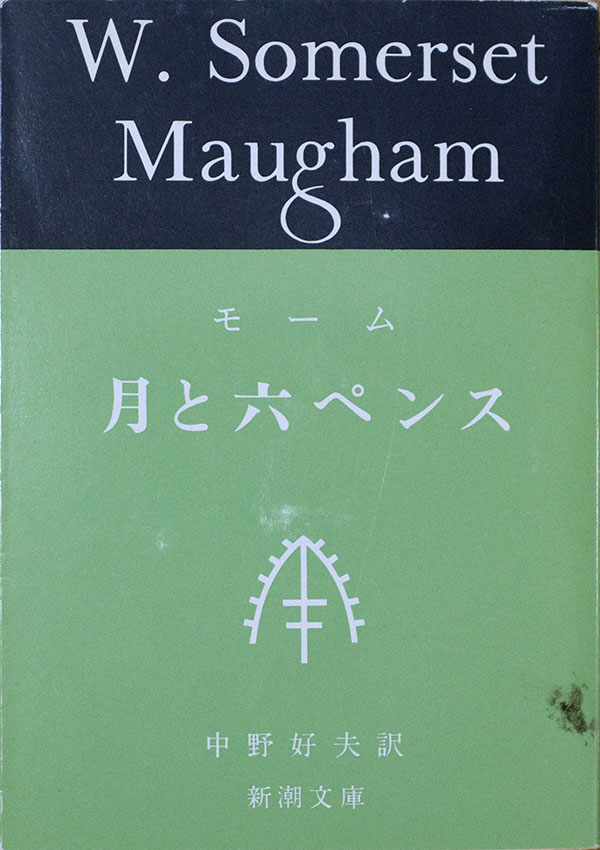 W. Somerset
Maugham
モーム
月と六ペンス
中野好夫訳
新潮文庫